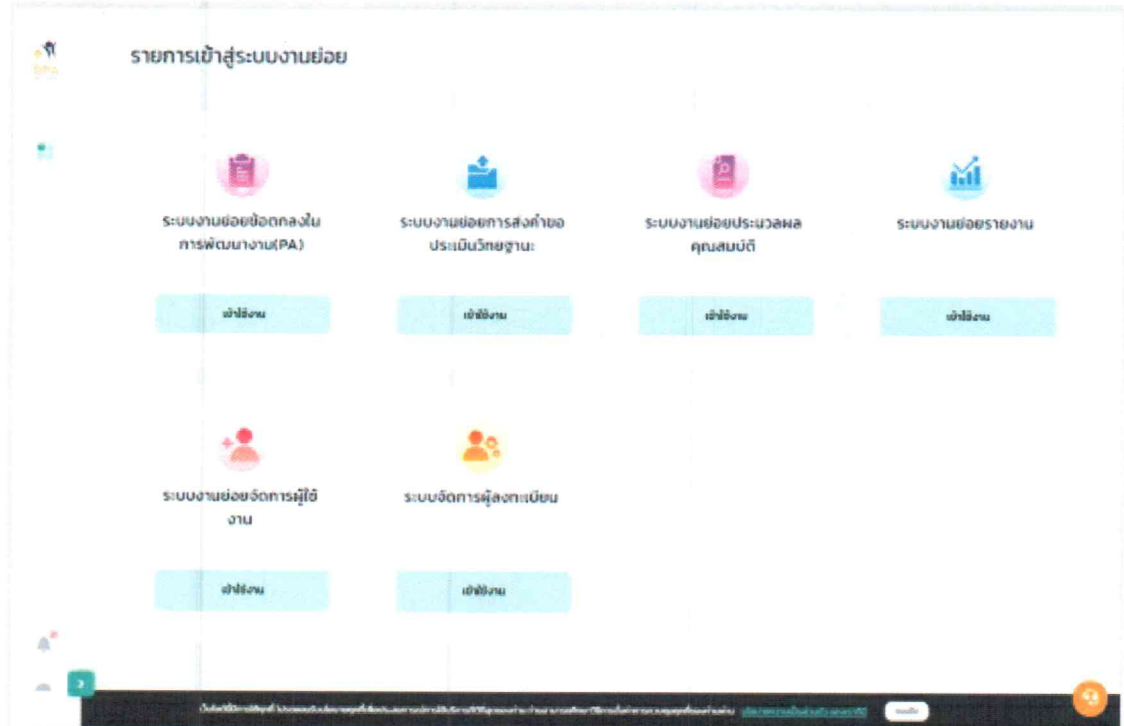 รายการเข้าสู่ระบบงานย่อย
DPA
ระบบงานย่อยข้อตกลงใน
การพัฒนางาน(PA)
ระบบงานย่อยการส่งคำขอ
ประเมินวิทยฐานะ
ระบบงานย่อยประมวลผล
คุณสมบัติ
ระบบงานย่อยรายงาน
เข้าใช้งาน
เข้าใช้งาน
เข้าใช้งาน
เข้าใช้งาน
ระบบงานย่อยจัดการผู้ใช้
งาน
ระบบจัดการผู้ลงทะเบียน
เข้าใช้งาน
เข้าใช้งาน